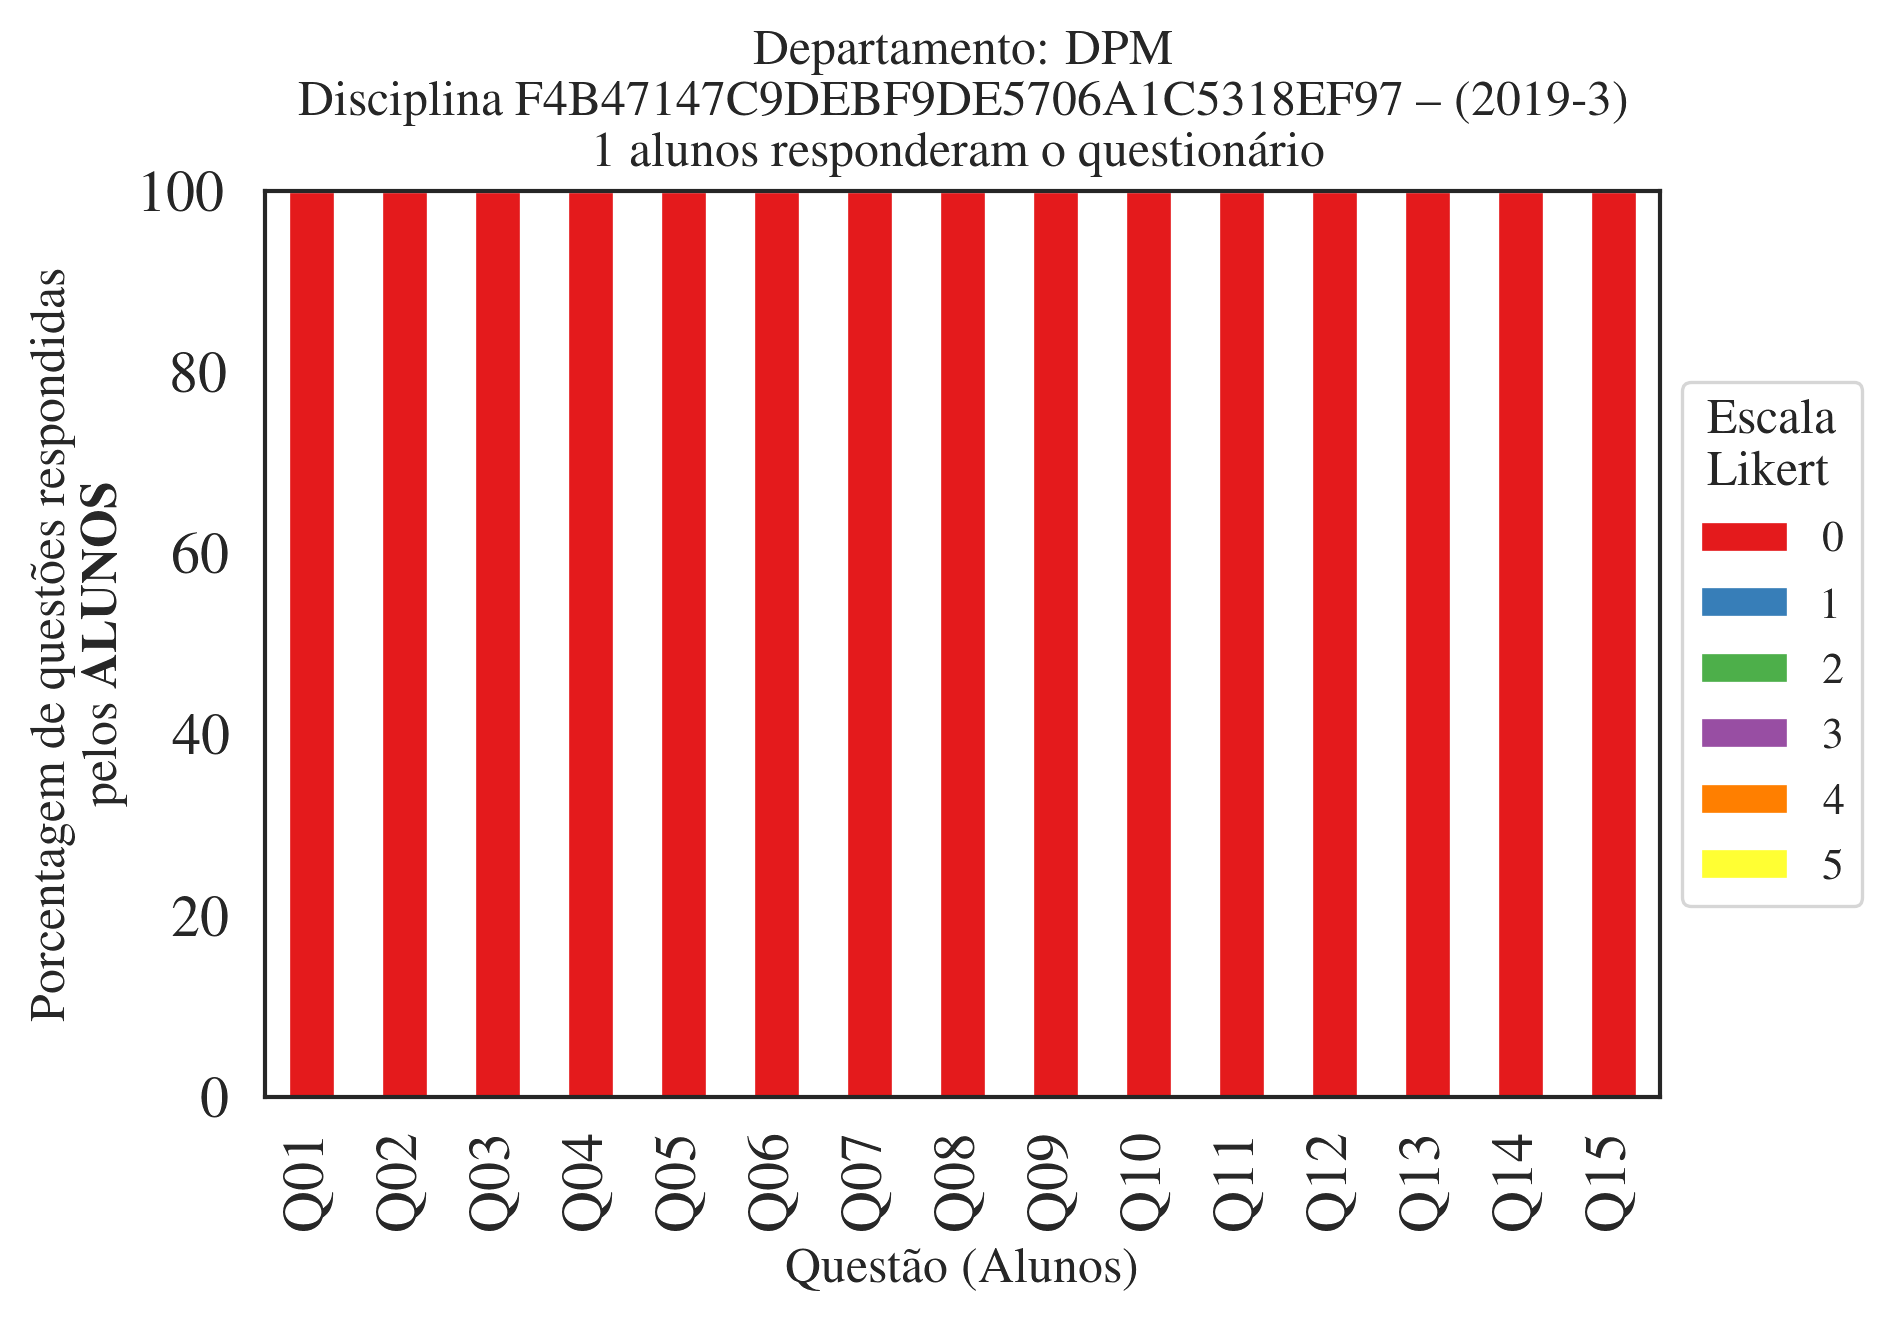 Departamento: DPM
Disciplina F4B47147C9DEBF9DE5706A1C5318EF97 – (2019-3)
1 alunos responderam o questionário
Porcentagem de questões respondidas
pelos ALUNOS
100
80
60
40
20
0
Q01 Q02 Q03 Q04 Q05 Q06 Q07 Q08 Q09 Q10 Q11 Q12 Q13 Q14 Q15
Questão (Alunos)
Escala
Likert
0
1
2
3
4
5